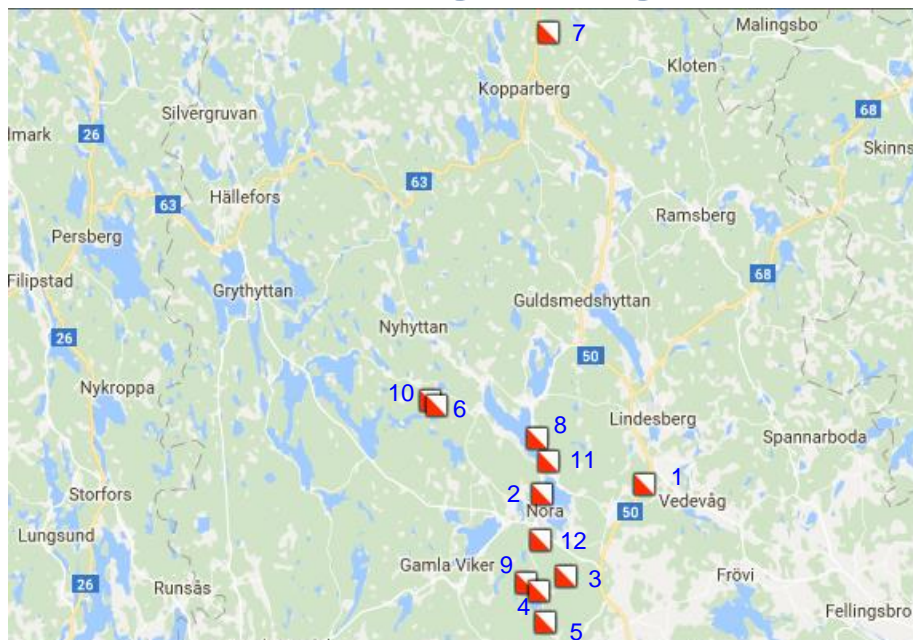 Malingsbo
7
Kloten
Kopparberg
68
Silvergruvan
26
lmark
Skinns
63
Hällefors
63
Ramsberg
Persberg
68
Filipstad
Grythyttan
Guldsmedshyttan
Nyhyttan
26
50
Nykroppa
10
6
Lindesberg
8
Spannarboda
11
1
2
Storfors
Vedevåg
Nora
50
Lungsund
12
Gamla Viker
9
3
Frövi
26
Runsås
4
Fellingsbro
5